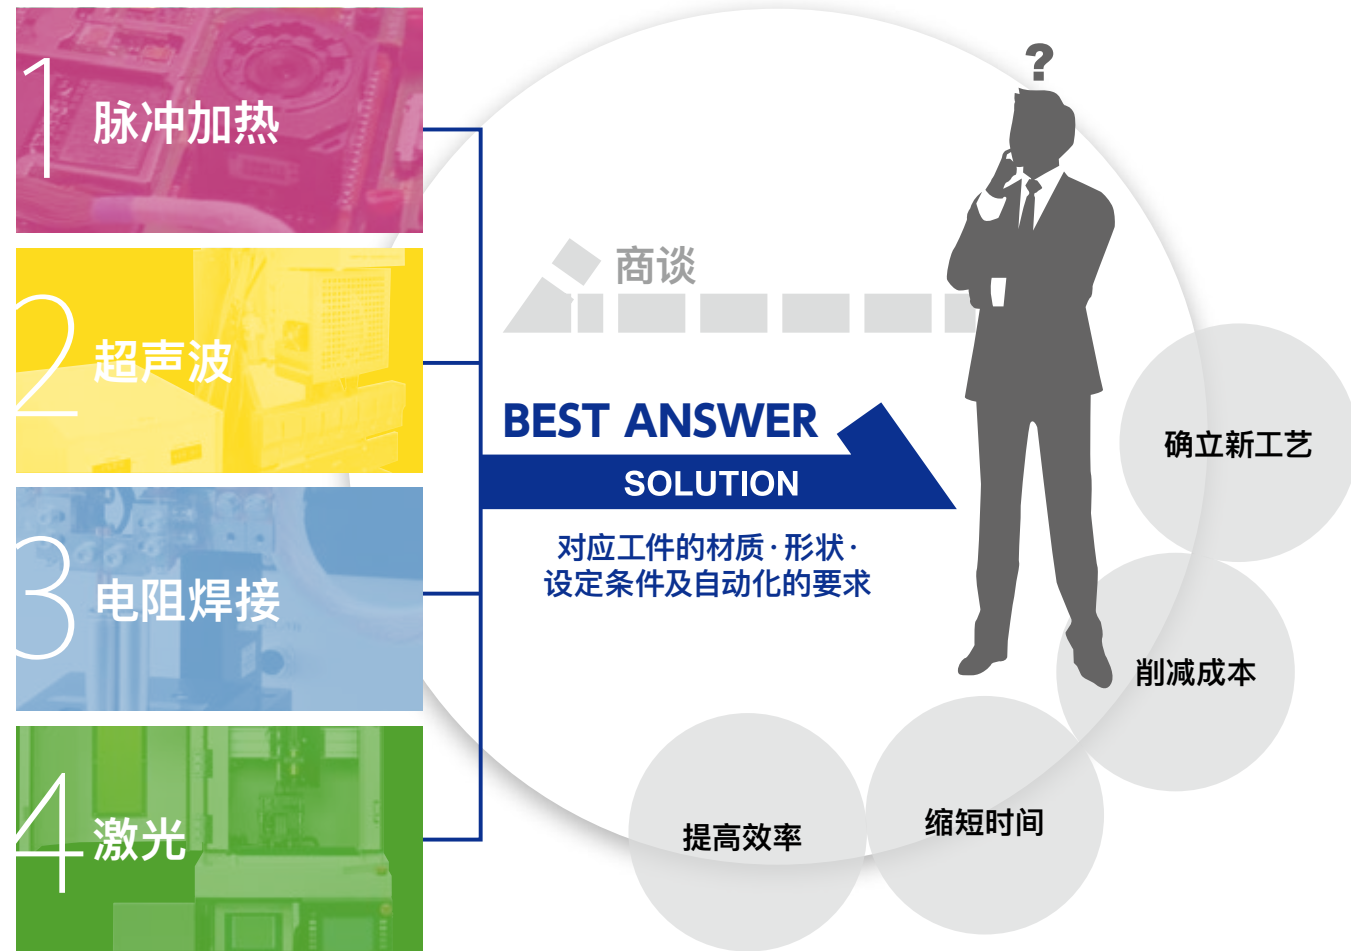 1
脉冲加热
2
超声波
3
电阻焊接
4
激光
?
商谈
BEST ANSWER
SOLUTION
对应工件的材质·形状·
设定条件及自动化的要求
确立新工艺
削减成本
缩短时间
提高效率